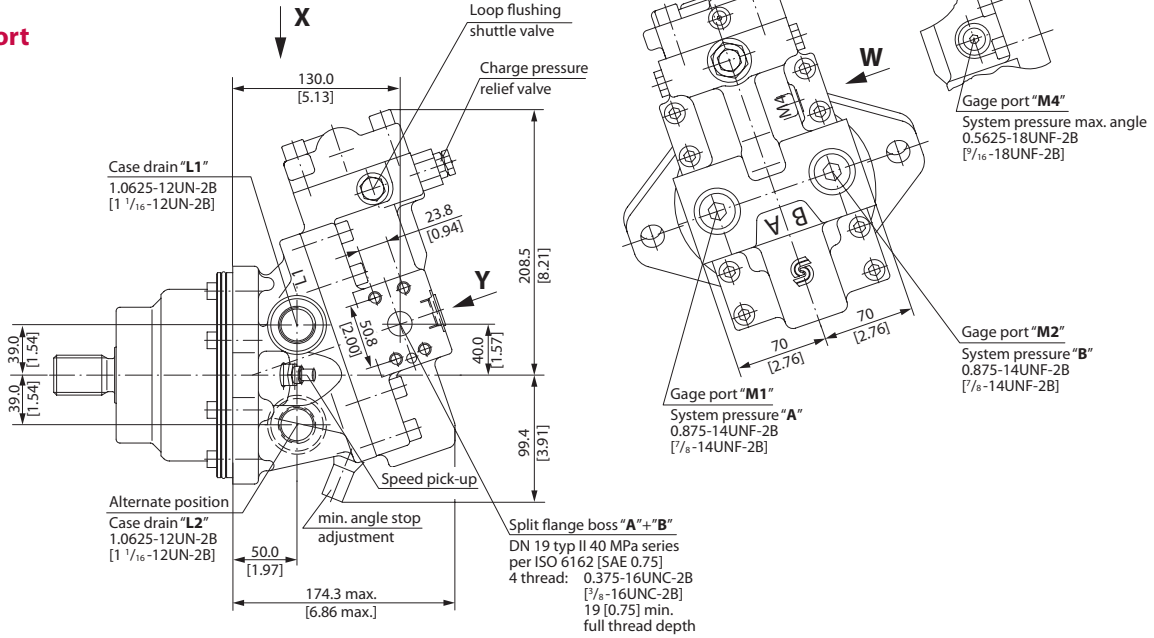 ort
X
Loop flushing
shuttle valve
Charge pressure
relief valve
130.0
[5.13]
Case drain "L1"
1.0625-12UN-2B
[1 1/16-12UN-2B]
L1
23.8
[0.94]
208.5
[8.21]
Y
50.8
[2.00]
40.0
[1.57]
39.0
[1.54]
39.0
[1.54]
99.4
[3.91]
Speed pick-up
Alternate position
Case drain "L2"
1.0625-12UN-2B
[1 1/16-12UN-2B]
min. angle stop
adjustment
50.0
[1.97]
174.3 max.
[6.86 max.]
Split flange boss "A"+"B"
DN 19 typ II 40 MPa series
per ISO 6162 [SAE 0.75]
4 thread: 0.375-16UNC-2B
[3/8-16UNC-2B]
19 [0.75] min.
full thread depth
W
M4
Gage port "M4"
System pressure max. angle
0.5625-18UNF-2B
[9/16-18UNF-2B]
B A
S
70
[2.76]
70
[2.76]
Gage port "M2"
System pressure "B"
0.875-14UNF-2B
[7/8-14UNF-2B]
Gage port "M1"
System pressure "A"
0.875-14UNF-2B
[7/8-14UNF-2B]